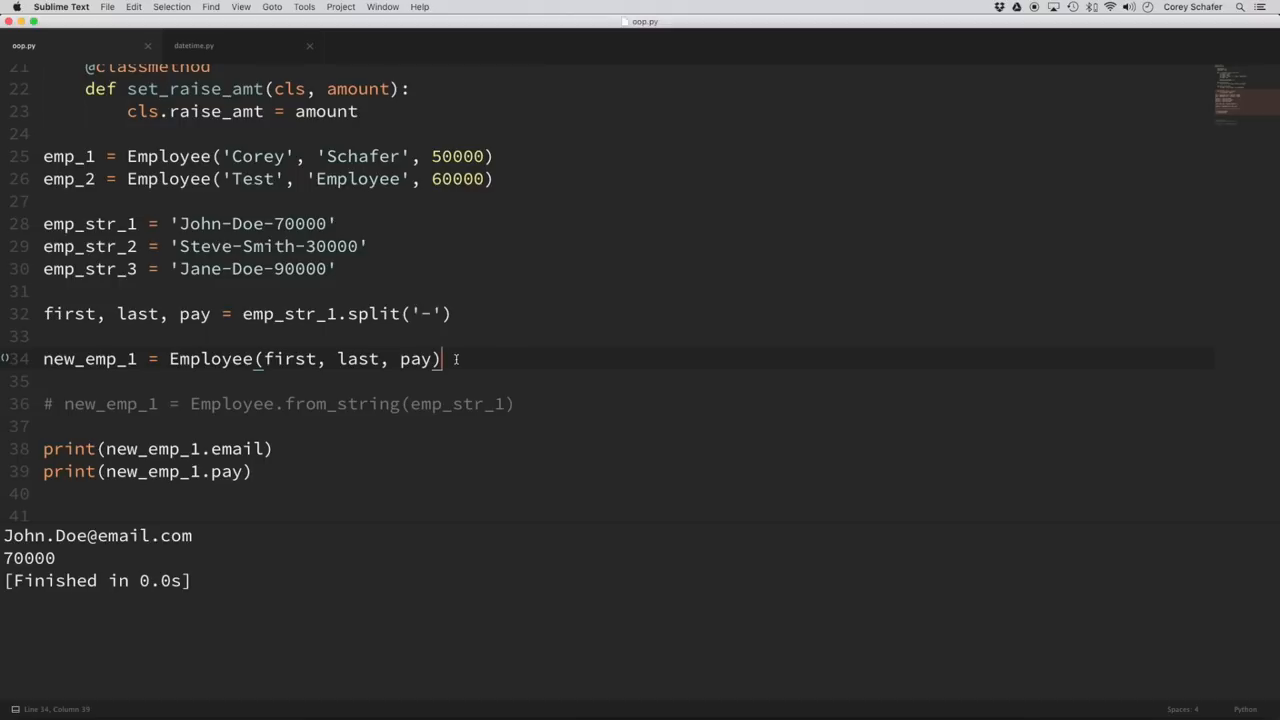 Sublime Text File Edit Selection Find View Goto Tools Project Window Help Corey Schafer
oop.py
oop.py datetime.py
21 @classmethod
22 def set_raise_amt(cls, amount):
23 cls.raise_amt = amount
24
25 emp_1 = Employee('Corey', 'Schafer', 50000)
26 emp_2 = Employee('Test', 'Employee', 60000)
27
28 emp_str_1 = 'John-Doe-70000'
29 emp_str_2 = 'Steve-Smith-30000'
30 emp_str_3 = 'Jane-Doe-90000'
31
32 first, last, pay = emp_str_1.split('-')
33
34 new_emp_1 = Employee(first, last, pay)
35
36 # new_emp_1 = Employee.from_string(emp_str_1)
37
38 print(new_emp_1.email)
39 print(new_emp_1.pay)
40
41
John.Doe@email.com
70000
[Finished in 0.0s]
Line 34, Column 39 Spaces: 4 Python